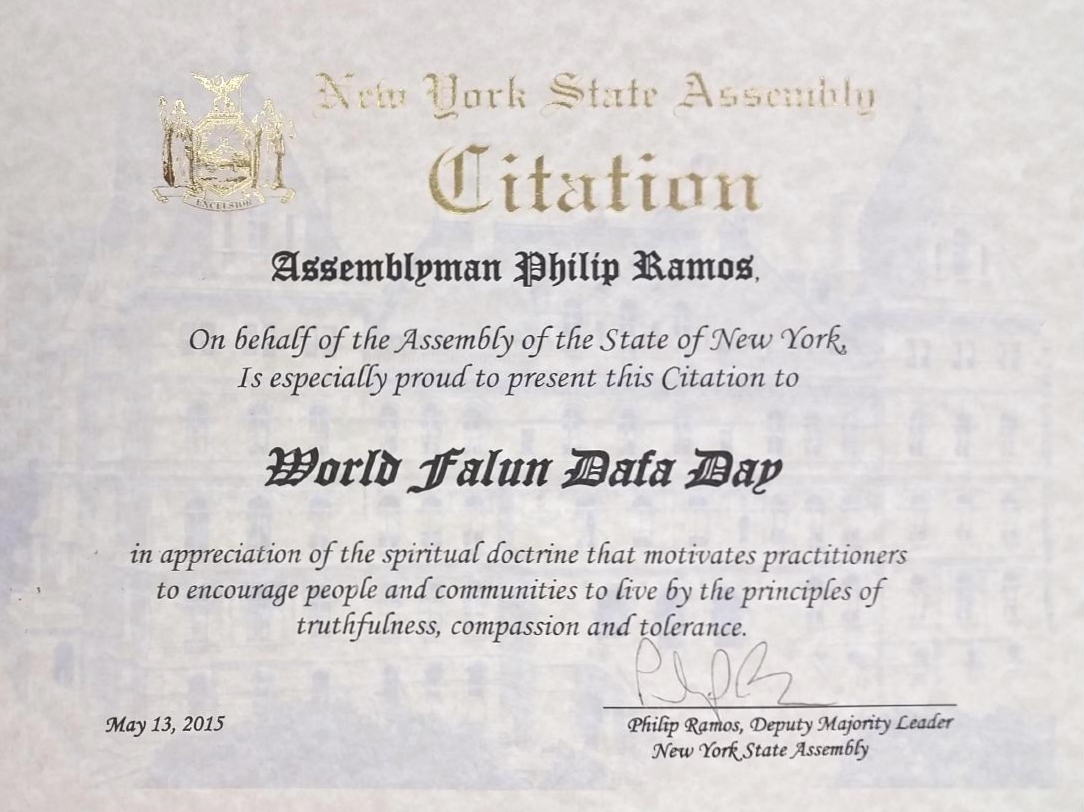 New York State Assembly
Citation
EXCELSIOR
Assemblyman Philip Ramos,
On behalf of the Assembly of the State of New York,
Is especially proud to present this Citation to
World Falun Dafa Day
in appreciation of the spiritual doctrine that motivates practitioners
to encourage people and communities to live by the principles of
truthfulness, compassion and tolerance.
May 13, 2015
Philip Ramos, Deputy Majority Leader
New York State Assembly